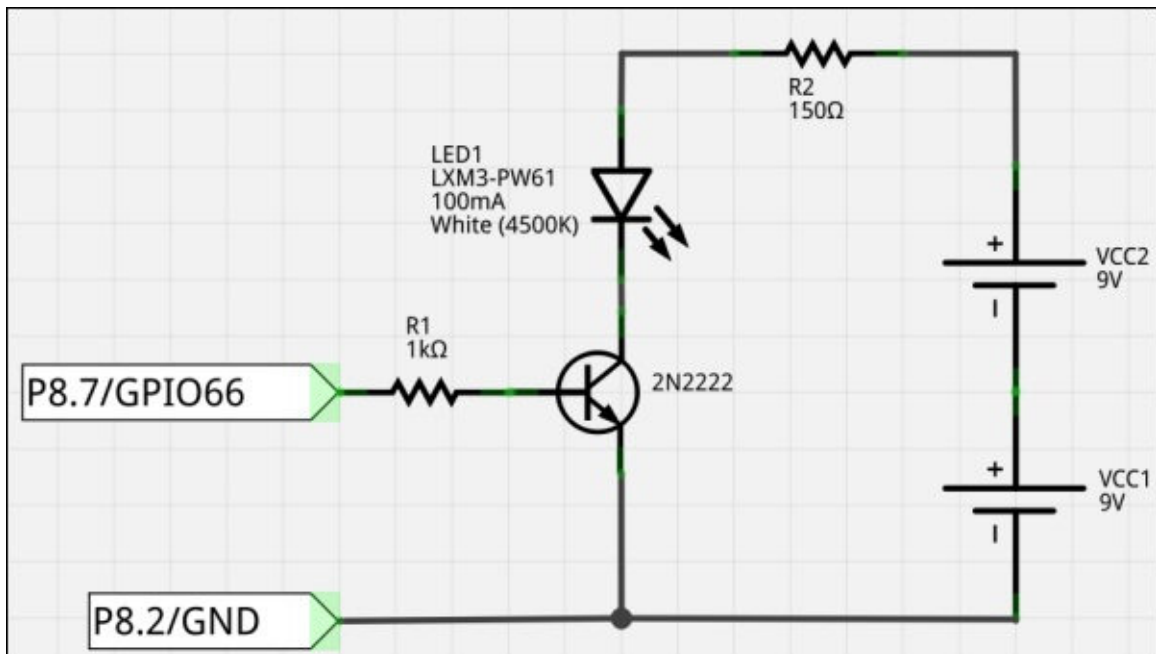 R2
150Ω
LED1
LXM3-PW61
100mA
White (4500K)
+
VCC2
9V
R1
1kΩ
2N2222
P8.7/GPIO66
+
VCC1
9V
P8.2/GND